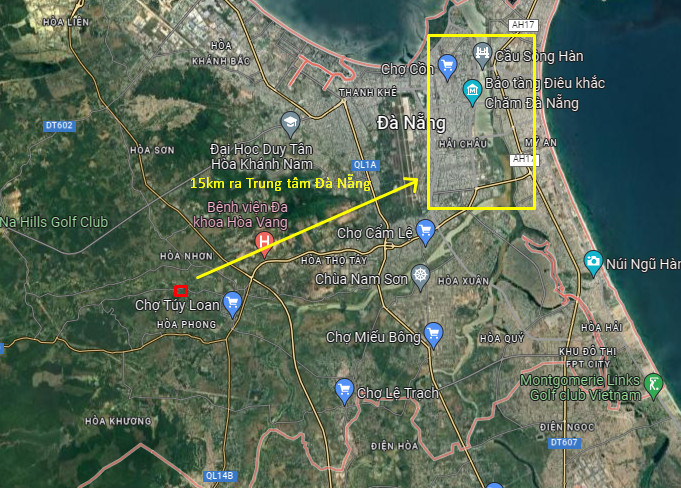 HÒA LIÊN
AH17
HÒA
KHÁNH BẮC
Chợ Cồn
Cầu Sông Hàn
Bảo tàng Điêu khắc
Chăm Đà Nẵng
THANH KHÊ
DT602
Đà Nẵng
Đại Học Duy Tân
Hòa Khánh Nam
HẢI CHÂU
MỸ AN
HÒA SƠN
QL1A
AH17
15km ra Trung tâm Đà Nẵng
Na Hills Golf Club
Bệnh viện Đa
khoa Hòa Vang
H
Chợ Cẩm Lệ
HÒA NHƠN
HÒA THỌ TÂY
Núi Ngũ Hàn
Chùa Nam Sơn
HÒA XUÂN
Chợ Túy Loan
HÒA PHONG
HÒA HẢI
Chợ Miếu Bông
HÒA QUÝ
KHU ĐÔ THỊ
FPT CITY
Montgomerie Links
Golf club Vietnam
Chợ Lệ Trạch
HÒA KHƯƠNG
ĐIỆN NGỌC
DT607
ĐIỆN HÒA
QL14B